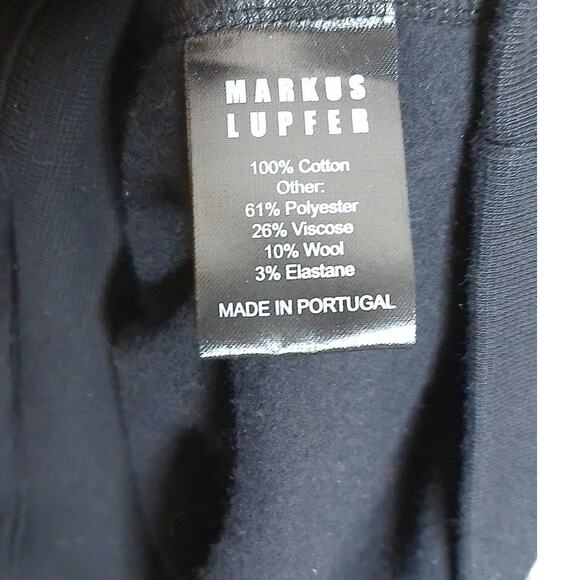 MARKUS
LUPFER
100% Cotton
Other:
61% Polyester
26% Viscose
10% Wool
3% Elastane
MADE IN PORTUGAL